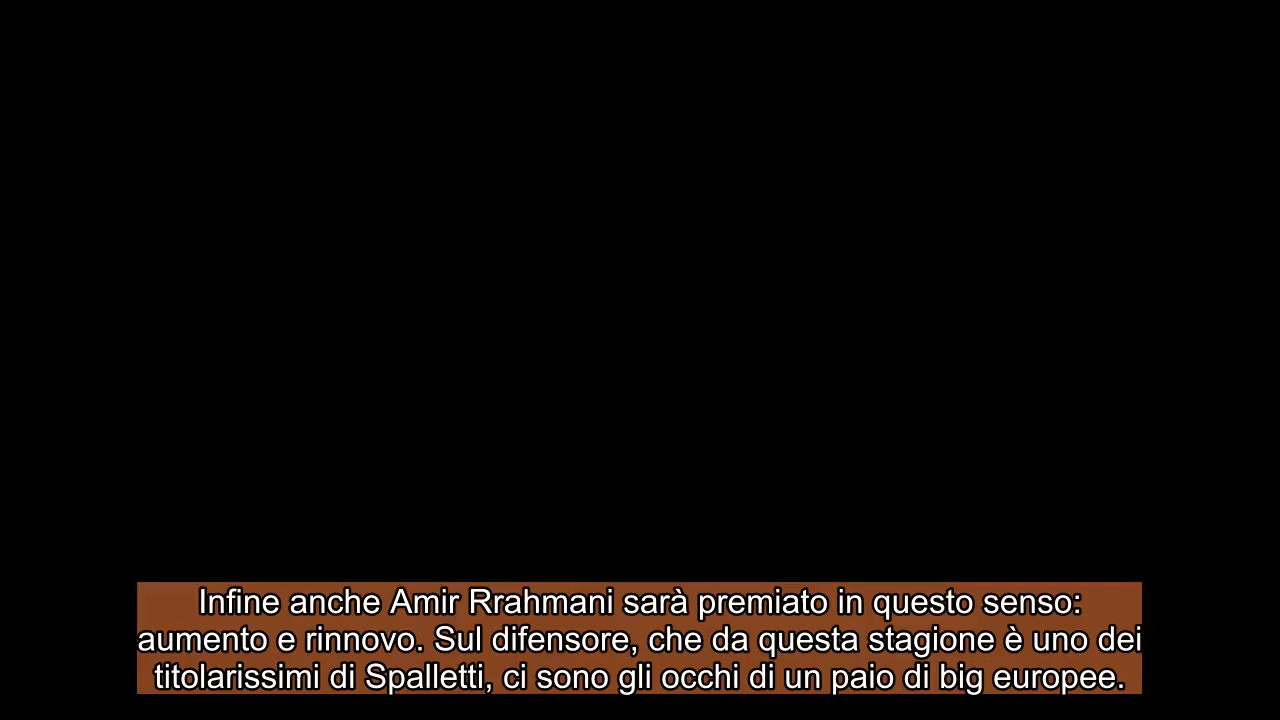 Infine anche Amir Rrahmani sarà premiato in questo senso:
aumento e rinnovo. Sul difensore, che da questa stagione è uno dei
titolarissimi di Spalletti, ci sono gli occhi di un paio di big europee.